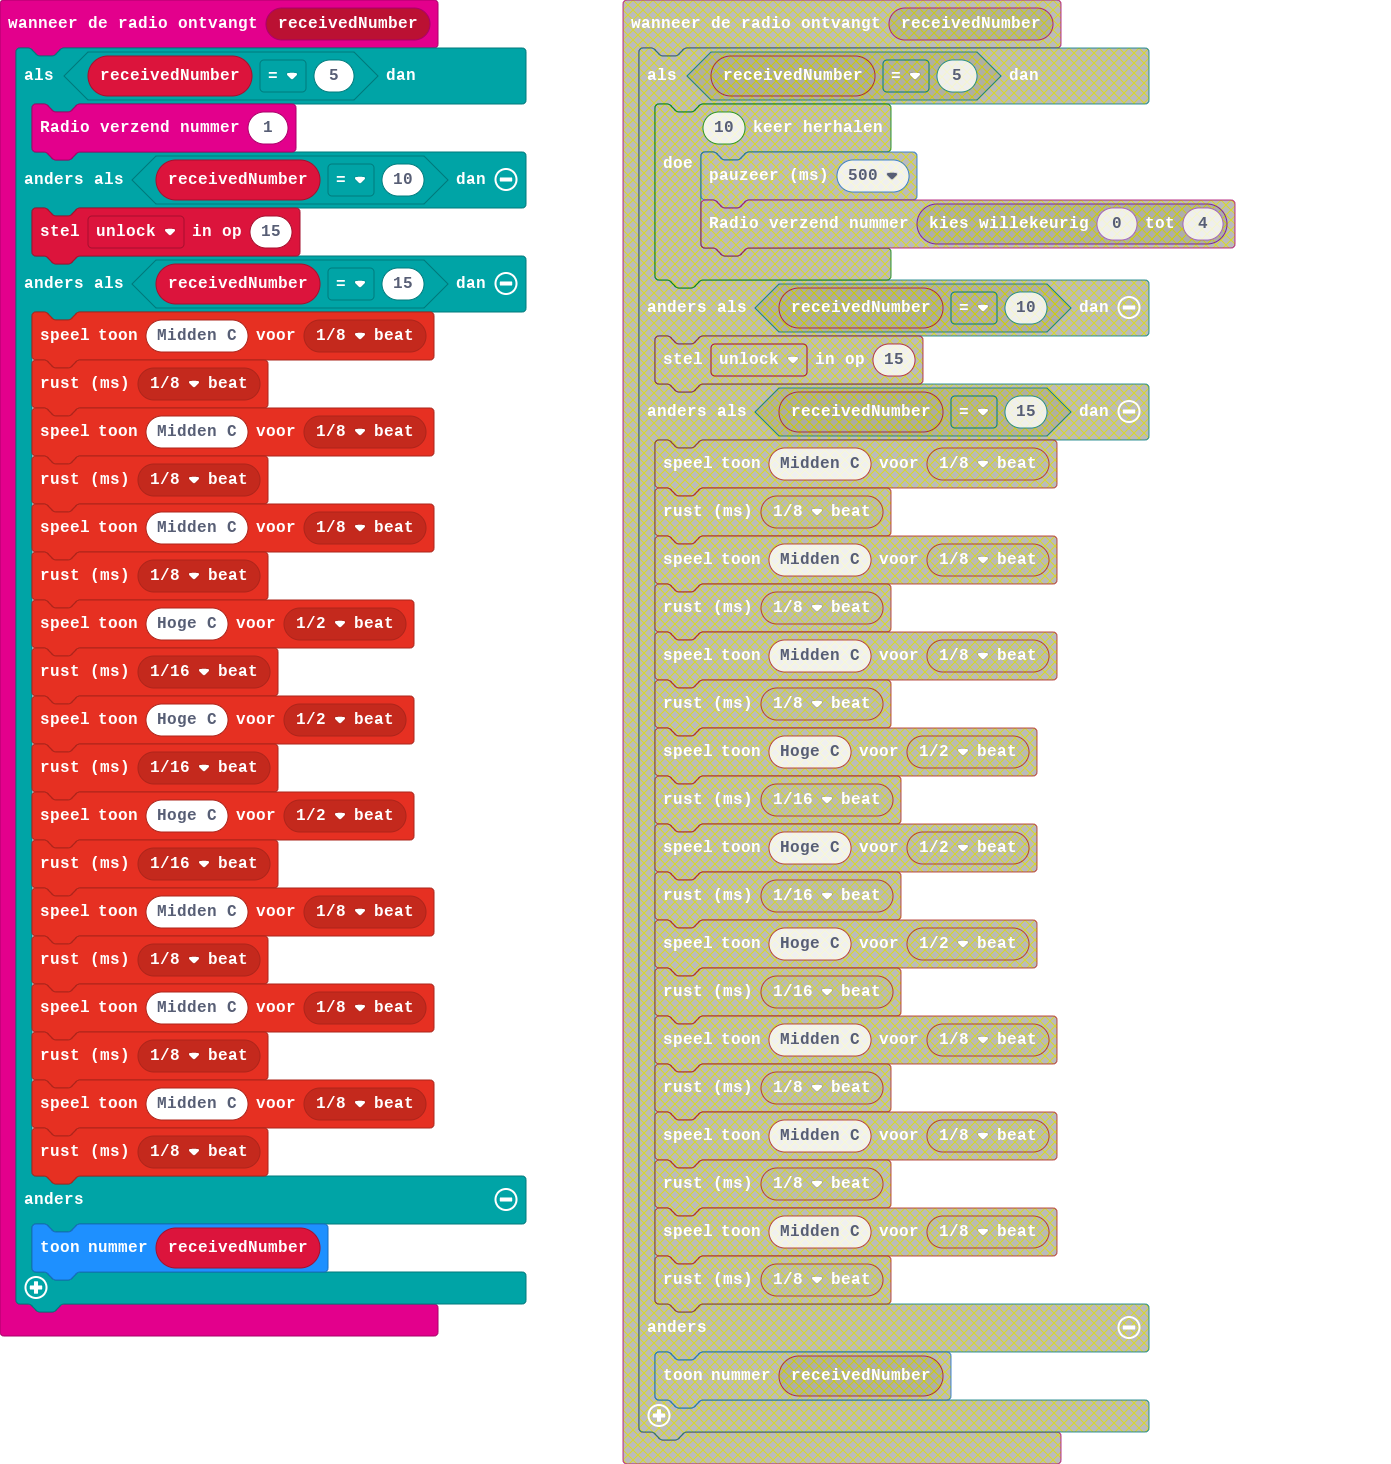 wanneer de radio ontvangt receivedNumber
als receivedNumber = 5 dan
Radio verzend nummer 1
anders als receivedNumber = 10 dan
stel unlock in op 15
anders als receivedNumber = 15 dan
speel toon Midden C voor 1/8 beat
rust (ms) 1/8 beat
speel toon Midden C voor 1/8 beat
rust (ms) 1/8 beat
speel toon Midden C voor 1/8 beat
rust (ms) 1/8 beat
speel toon Hoge C voor 1/2 beat
rust (ms) 1/16 beat
speel toon Hoge C voor 1/2 beat
rust (ms) 1/16 beat
speel toon Hoge C voor 1/2 beat
rust (ms) 1/16 beat
speel toon Midden C voor 1/8 beat
rust (ms) 1/8 beat
speel toon Midden C voor 1/8 beat
rust (ms) 1/8 beat
speel toon Midden C voor 1/8 beat
rust (ms) 1/8 beat
anders
toon nummer receivedNumber
wanneer de radio ontvangt receivedNumber
als receivedNumber = 5 dan
10 keer herhalen
doe
pauzeer (ms) 500
Radio verzend nummer kies willekeurig 0 tot 4
anders als receivedNumber = 10 dan
stel unlock in op 15
anders als receivedNumber = 15 dan
speel toon Midden C voor 1/8 beat
rust (ms) 1/8 beat
speel toon Midden C voor 1/8 beat
rust (ms) 1/8 beat
speel toon Midden C voor 1/8 beat
rust (ms) 1/8 beat
speel toon Hoge C voor 1/2 beat
rust (ms) 1/16 beat
speel toon Hoge C voor 1/2 beat
rust (ms) 1/16 beat
speel toon Hoge C voor 1/2 beat
rust (ms) 1/16 beat
speel toon Midden C voor 1/8 beat
rust (ms) 1/8 beat
speel toon Midden C voor 1/8 beat
rust (ms) 1/8 beat
speel toon Midden C voor 1/8 beat
rust (ms) 1/8 beat
anders
toon nummer receivedNumber